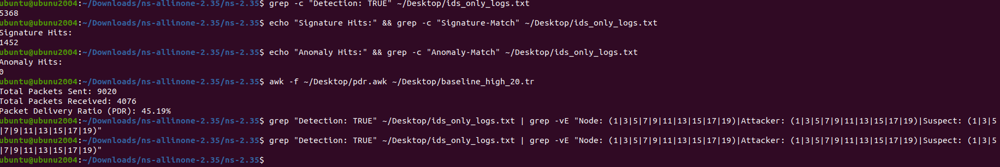 ubuntu@ubunu2004:~/Downloads/ns-allinone-2.35/ns-2.35$ grep -c "Detection: TRUE" ~/Desktop/ids_only_logs.txt
5368
ubuntu@ubunu2004:~/Downloads/ns-allinone-2.35/ns-2.35$ echo "Signature Hits:" && grep -c "Signature-Match" ~/Desktop/ids_only_logs.txt
Signature Hits:
1452
ubuntu@ubunu2004:~/Downloads/ns-allinone-2.35/ns-2.35$ echo "Anomaly Hits:" && grep -c "Anomaly-Match" ~/Desktop/ids_only_logs.txt
Anomaly Hits:
0
ubuntu@ubunu2004:~/Downloads/ns-allinone-2.35/ns-2.35$ awk -f ~/Desktop/pdr.awk ~/Desktop/baseline_high_20.tr
Total Packets Sent: 9020
Total Packets Received: 4076
Packet Delivery Ratio (PDR): 45.19%
ubuntu@ubunu2004:~/Downloads/ns-allinone-2.35/ns-2.35$ grep "Detection: TRUE" ~/Desktop/ids_only_logs.txt | grep -vE "Node: (1|3|5|7|9|11|13|15|17|19)|Attacker: (1|3|5|7|9|11|13|15|17|19)|Suspect: (1|3|5
|7|9|11|13|15|17|19)"
ubuntu@ubunu2004:~/Downloads/ns-allinone-2.35/ns-2.35$ grep "Detection: TRUE" ~/Desktop/ids_only_logs.txt | grep -vE "Node: (1|3|5|7|9|11|13|15|17|19)|Attacker: (1|3|5|7|9|11|13|15|17|19)|Suspect: (1|3|5
|7|9|11|13|15|17|19)"
ubuntu@ubunu2004:~/Downloads/ns-allinone-2.35/ns-2.35$